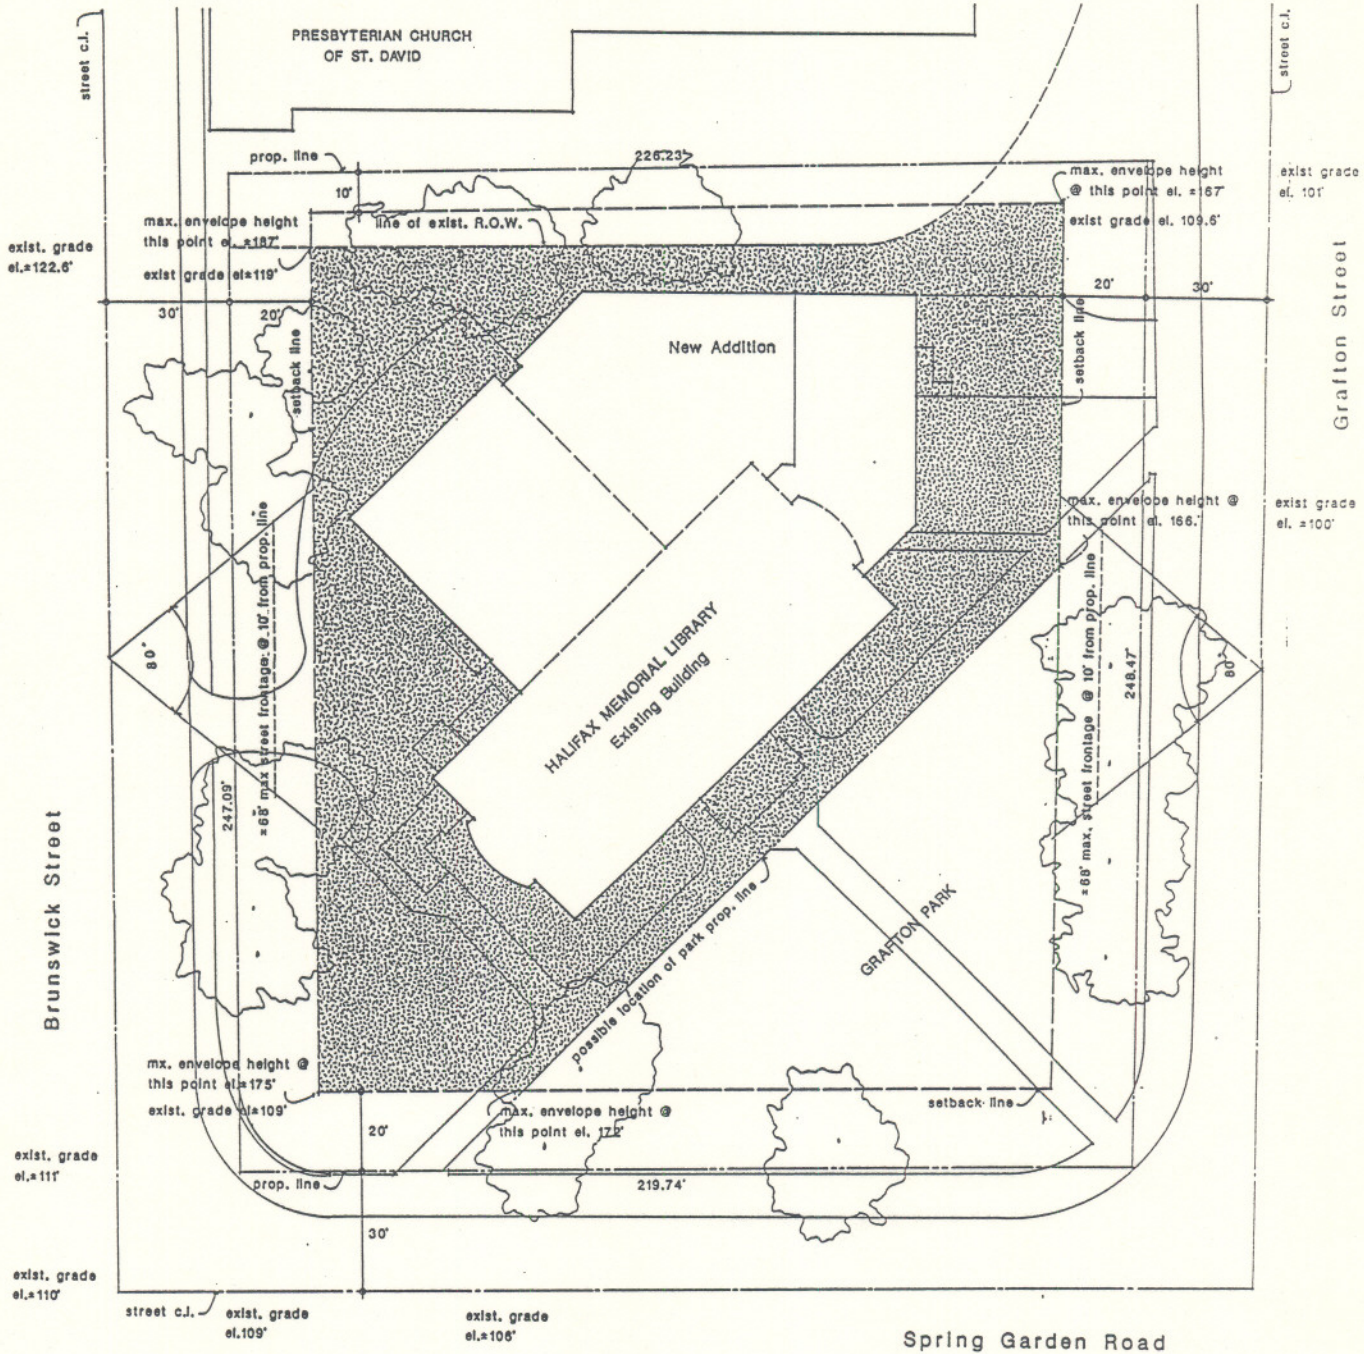 street c.l.
PRESBYTERIAN CHURCH
OF ST. DAVID
street c.l.
prop. line
226.23'
10'
max. envelope height
@ this point el. ±167'
exist grade
el. 101'
max. envelope height
this point el. ±187'
line of exist. R.O.W.
exist grade el. 109.6'
exist. grade
el.±122.6'
exist grade el±119'
Grafton Street
30'
20'
20'
30'
setback line
New Addition
setback line
max. envelope height @
this point el. 166.'
exist grade
el. ±100'
±68' max street frontage @ 10' from prop. line
80°
HALIFAX MEMORIAL LIBRARY
Existing Building
±68' max. street frontage @ 10' from prop. line
248.47'
80°
247.09'
Brunswick Street
possible location of park prop. line
GRAFTON PARK
mx. envelope height @
this point el.±175'
exist. grade el±109'
max. envelope height @
this point el. 172'
setback line
20'
exist. grade
el.±111'
prop. line
219.74'
30'
exist. grade
el.±110'
street c.l.
exist. grade
el.109'
exist. grade
el.±106'
Spring Garden Road